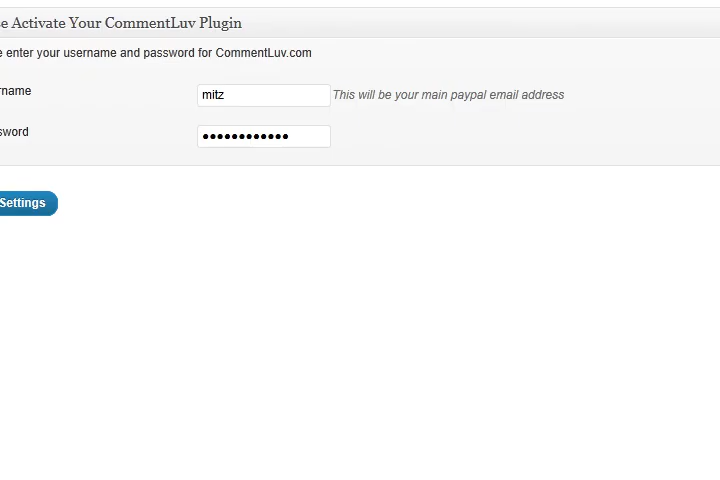 e Activate Your CommentLuv Plugin
e enter your username and password for CommentLuv.com
rname
mitz This will be your main paypal email address
sword
••••••••••••
Settings